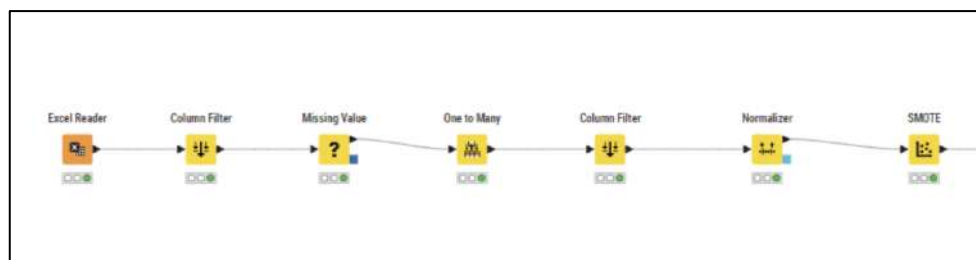 Excel Reader
Column Filter
Missing Value
One to Many
Column Filter
Normalizer
SMOTE
?